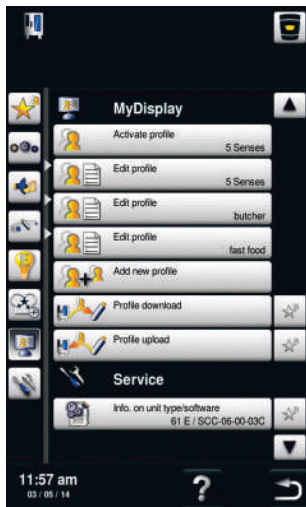 MyDisplay
Activate profile
5 Senses
Edit profile
5 Senses
Edit profile
butcher
Edit profile
fast food
Add new profile
Profile download
Profile upload
Service
Info. on unit type/software
61 E / SCC-06-00-03C
11:57 am
03 / 05 / 14
?